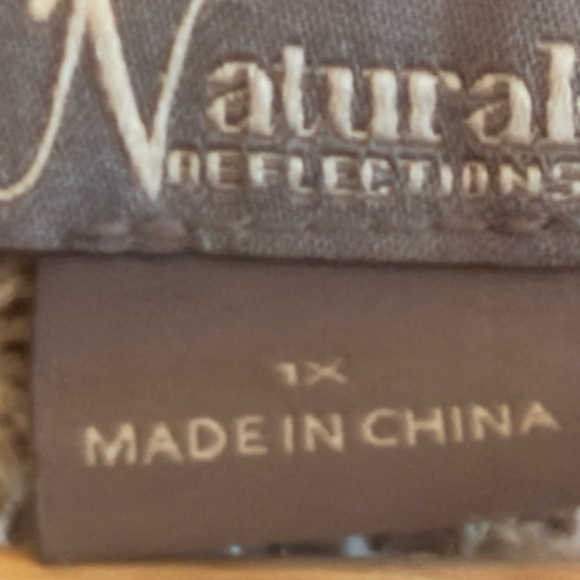 Natural
REFLECTIONS
1X
MADE IN CHINA